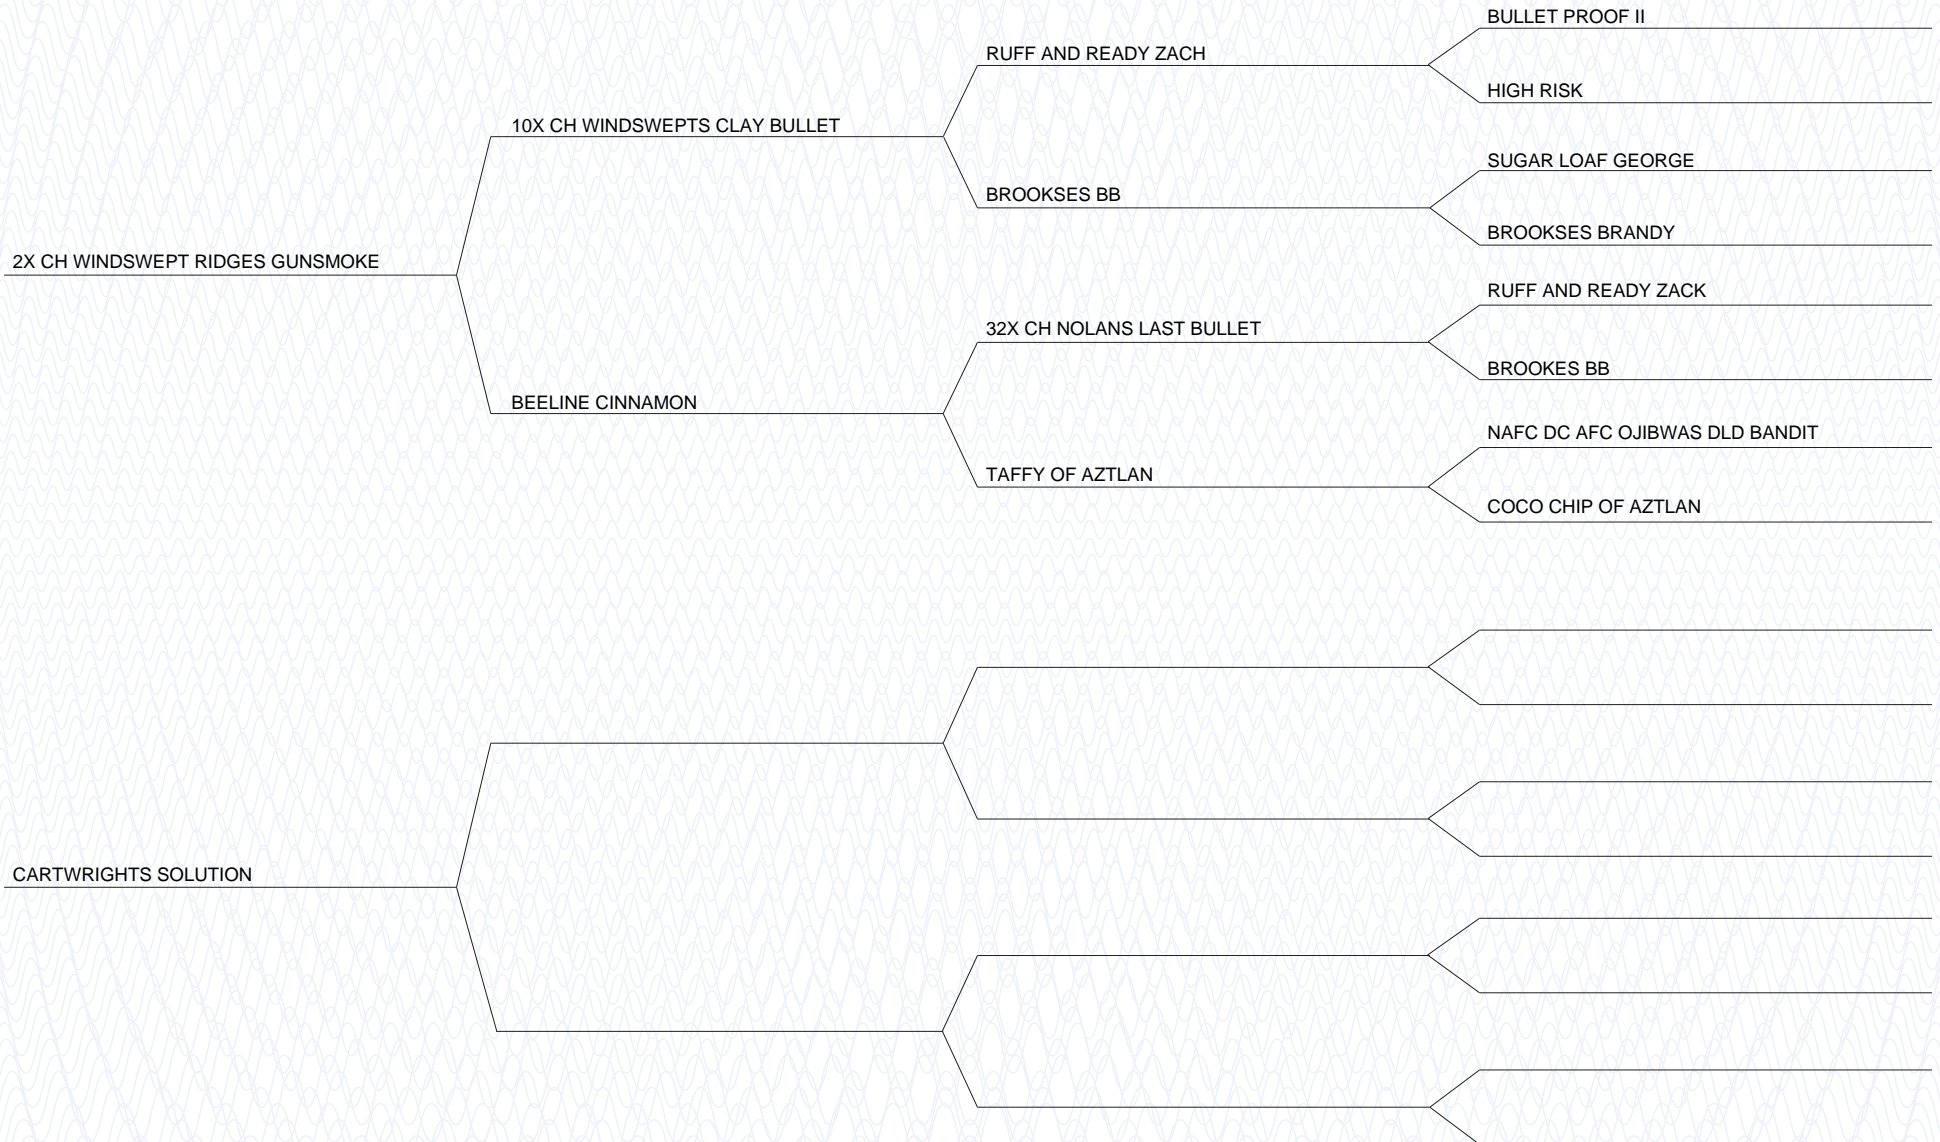 BULLET PROOF II
RUFF AND READY ZACH
HIGH RISK
10X CH WINDSWEPTS CLAY BULLET
SUGAR LOAF GEORGE
BROOKSES BB
BROOKSES BRANDY
2X CH WINDSWEPT RIDGES GUNSMOKE
RUFF AND READY ZACK
32X CH NOLANS LAST BULLET
BROOKES BB
BEELINE CINNAMON
NAFC DC AFC OJIBWAS DLD BANDIT
TAFFY OF AZTLAN
COCO CHIP OF AZTLAN
CARTWRIGHTS SOLUTION